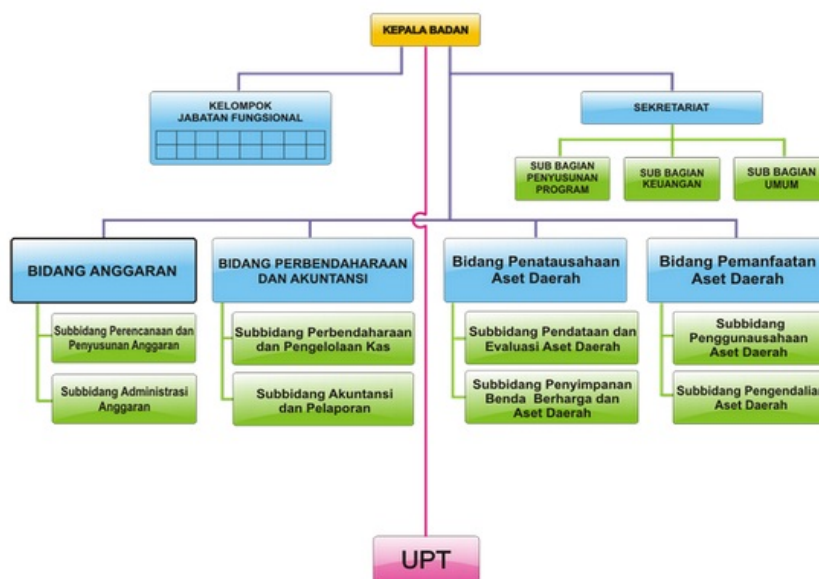 KEPALA BADAN
KELOMPOK
JABATAN FUNGSIONAL
SEKRETARIAT
SUB BAGIAN
PENYUSUNAN
PROGRAM
SUB BAGIAN
KEUANGAN
SUB BAGIAN
UMUM
BIDANG ANGGARAN
BIDANG PERBENDAHARAAN
DAN AKUNTANSI
Bidang Penatausahaan
Aset Daerah
Bidang Pemanfaatan
Aset Daerah
Subbidang Perencanaan dan
Penyusunan Anggaran
Subbidang Perbendaharaan
dan Pengelolaan Kas
Subbidang Pendataan dan
Evaluasi Aset Daerah
Subbidang
Penggunausahaan
Aset Daerah
Subbidang Administrasi
Anggaran
Subbidang Akuntansi
dan Pelaporan
Subbidang Penyimpanan
Benda Berharga dan
Aset Daerah
Subbidang Pengendalian
Aset Daerah
UPT